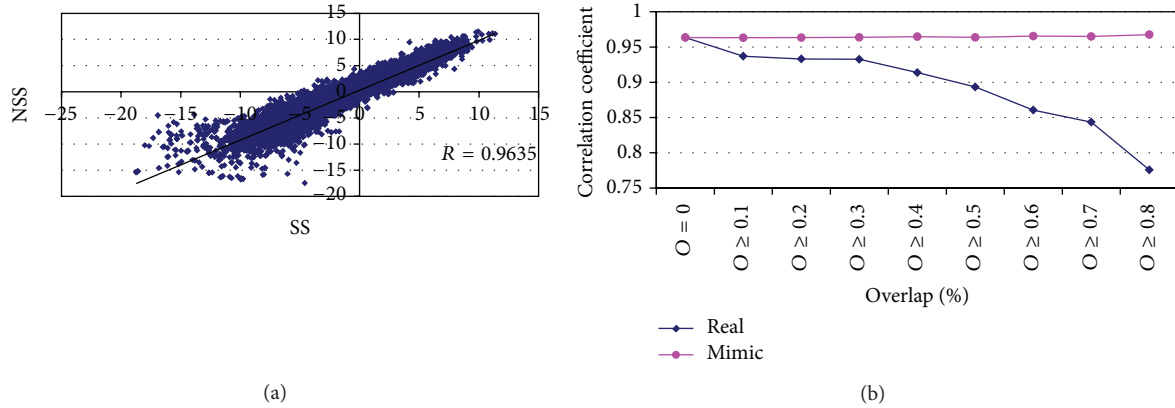 15
10
5
0
−25
−20
−15
−10
−5
0
5
10
15
−5
−10
−15
−20
NSS
R = 0.9635
SS
(a)
1
0.95
0.9
0.85
0.8
0.75
Correlation coefficient
O = 0
O ≥ 0.1
O ≥ 0.2
O ≥ 0.3
O ≥ 0.4
O ≥ 0.5
O ≥ 0.6
O ≥ 0.7
O ≥ 0.8
Overlap (%)
Real
Mimic
(b)